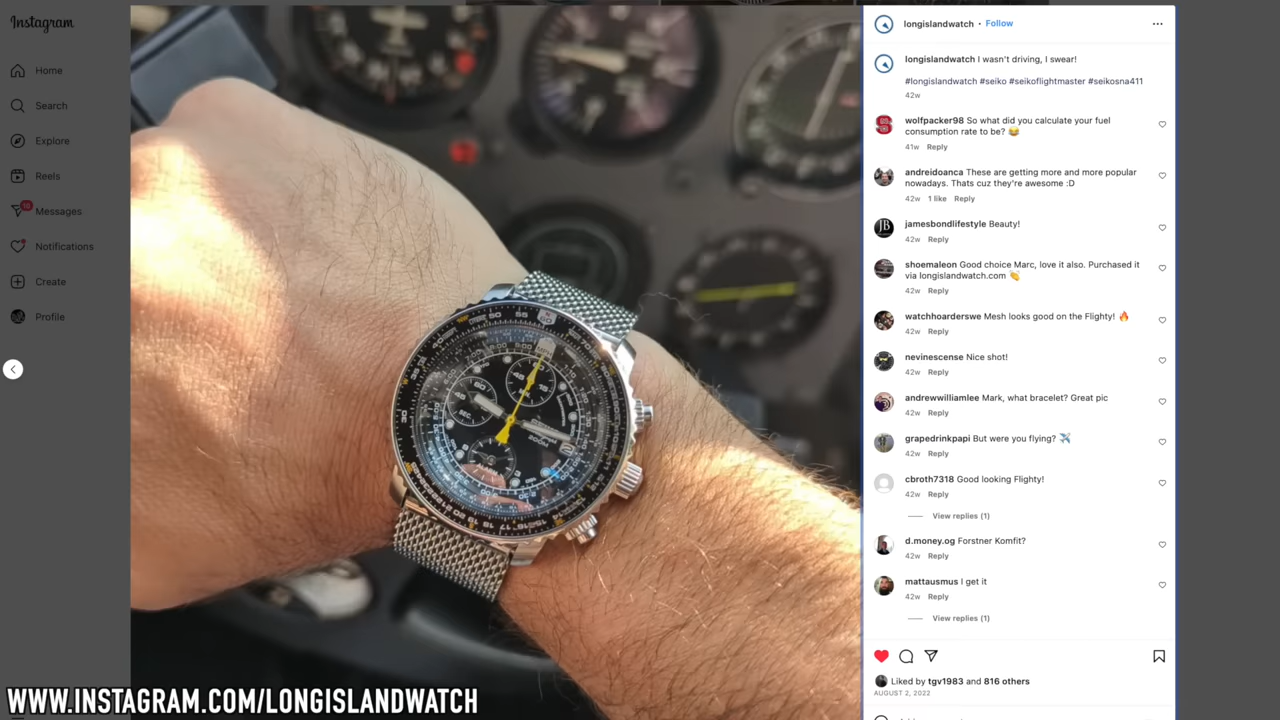 Instagram
Home
Search
Explore
Reels
Messages
Notifications
Create
Profile
longislandwatch • Follow
longislandwatch I wasn't driving, I swear!
#longislandwatch #seiko #seikoflightmaster #seikosna411
42w
wolfpacker98 So what did you calculate your fuel
consumption rate to be? 😂
41w Reply
andreidoanca These are getting more and more popular
nowadays. Thats cuz they're awesome :D
42w 1 like Reply
jamesbondlifestyle Beauty!
42w Reply
shoemaleon Good choice Marc, love it also. Purchased it
via longislandwatch.com 👏
42w Reply
watchhoarderswe Mesh looks good on the Flighty! 🔥
42w Reply
nevinescense Nice shot!
42w Reply
andrewwilliamlee Mark, what bracelet? Great pic
42w Reply
grapedrinkpapi But were you flying? ✈️
42w Reply
cbroth7318 Good looking Flighty!
42w Reply
View replies (1)
d.money.og Forstner Komfit?
42w Reply
mattausmus I get it
42w Reply
View replies (1)
Liked by tgv1983 and 816 others
AUGUST 2, 2022
WWW.INSTAGRAM.COM/LONGISLANDWATCH